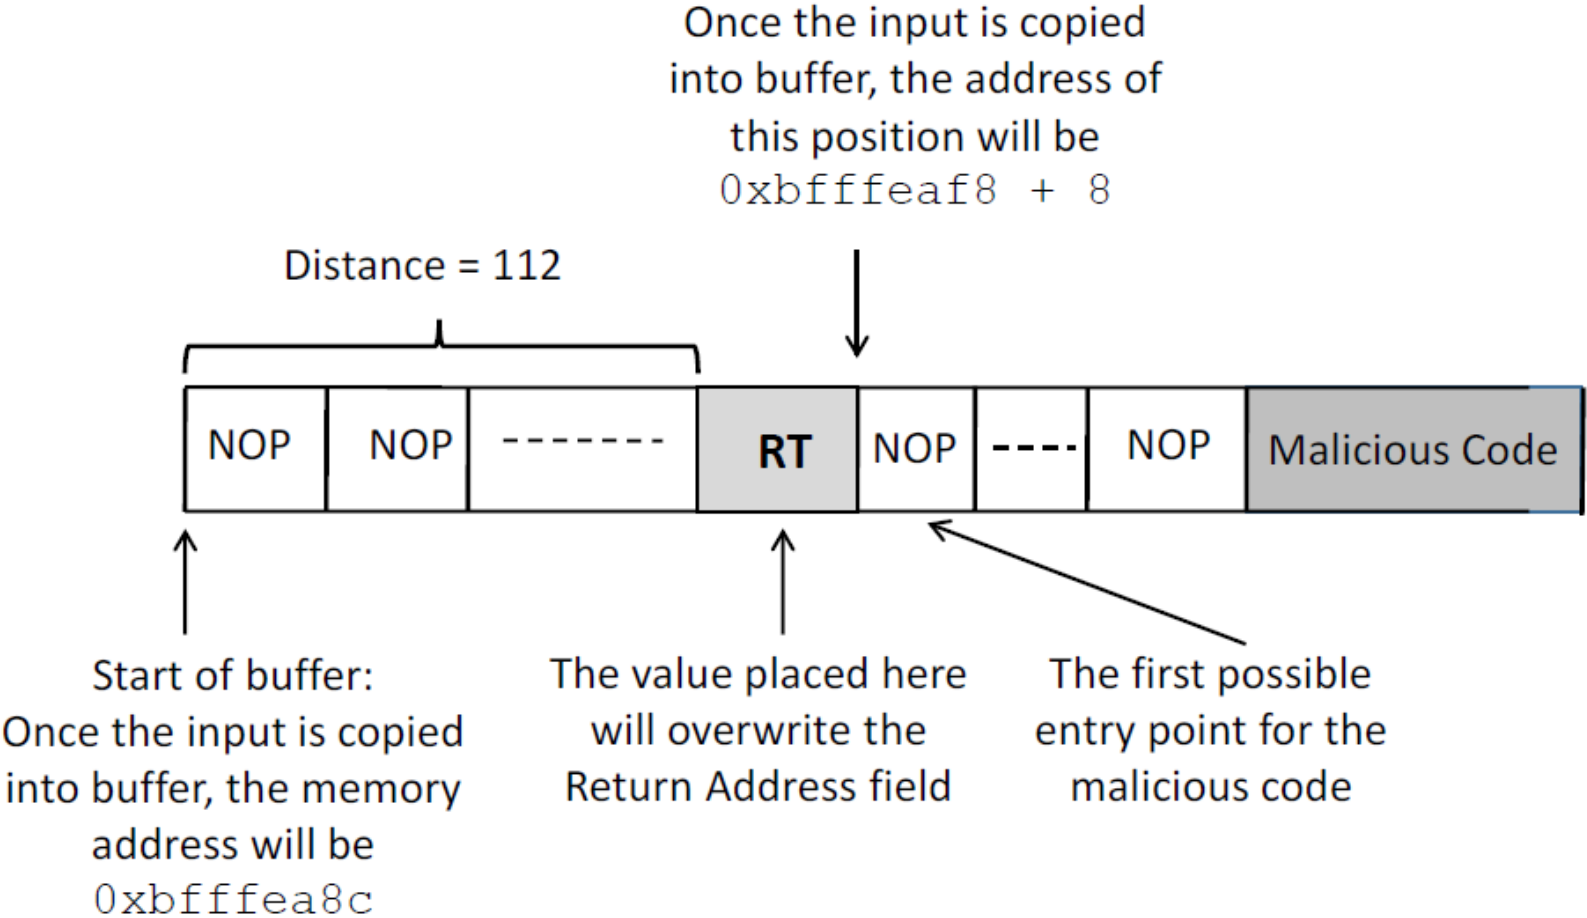 Once the input is copied
into buffer, the address of
this position will be
0xbfffeaf8 + 8
Distance = 112
NOP
NOP
RT
NOP
NOP
Malicious Code
Start of buffer:
Once the input is copied
into buffer, the memory
address will be
0xbfffea8c
The value placed here
will overwrite the
Return Address field
The first possible
entry point for the
malicious code